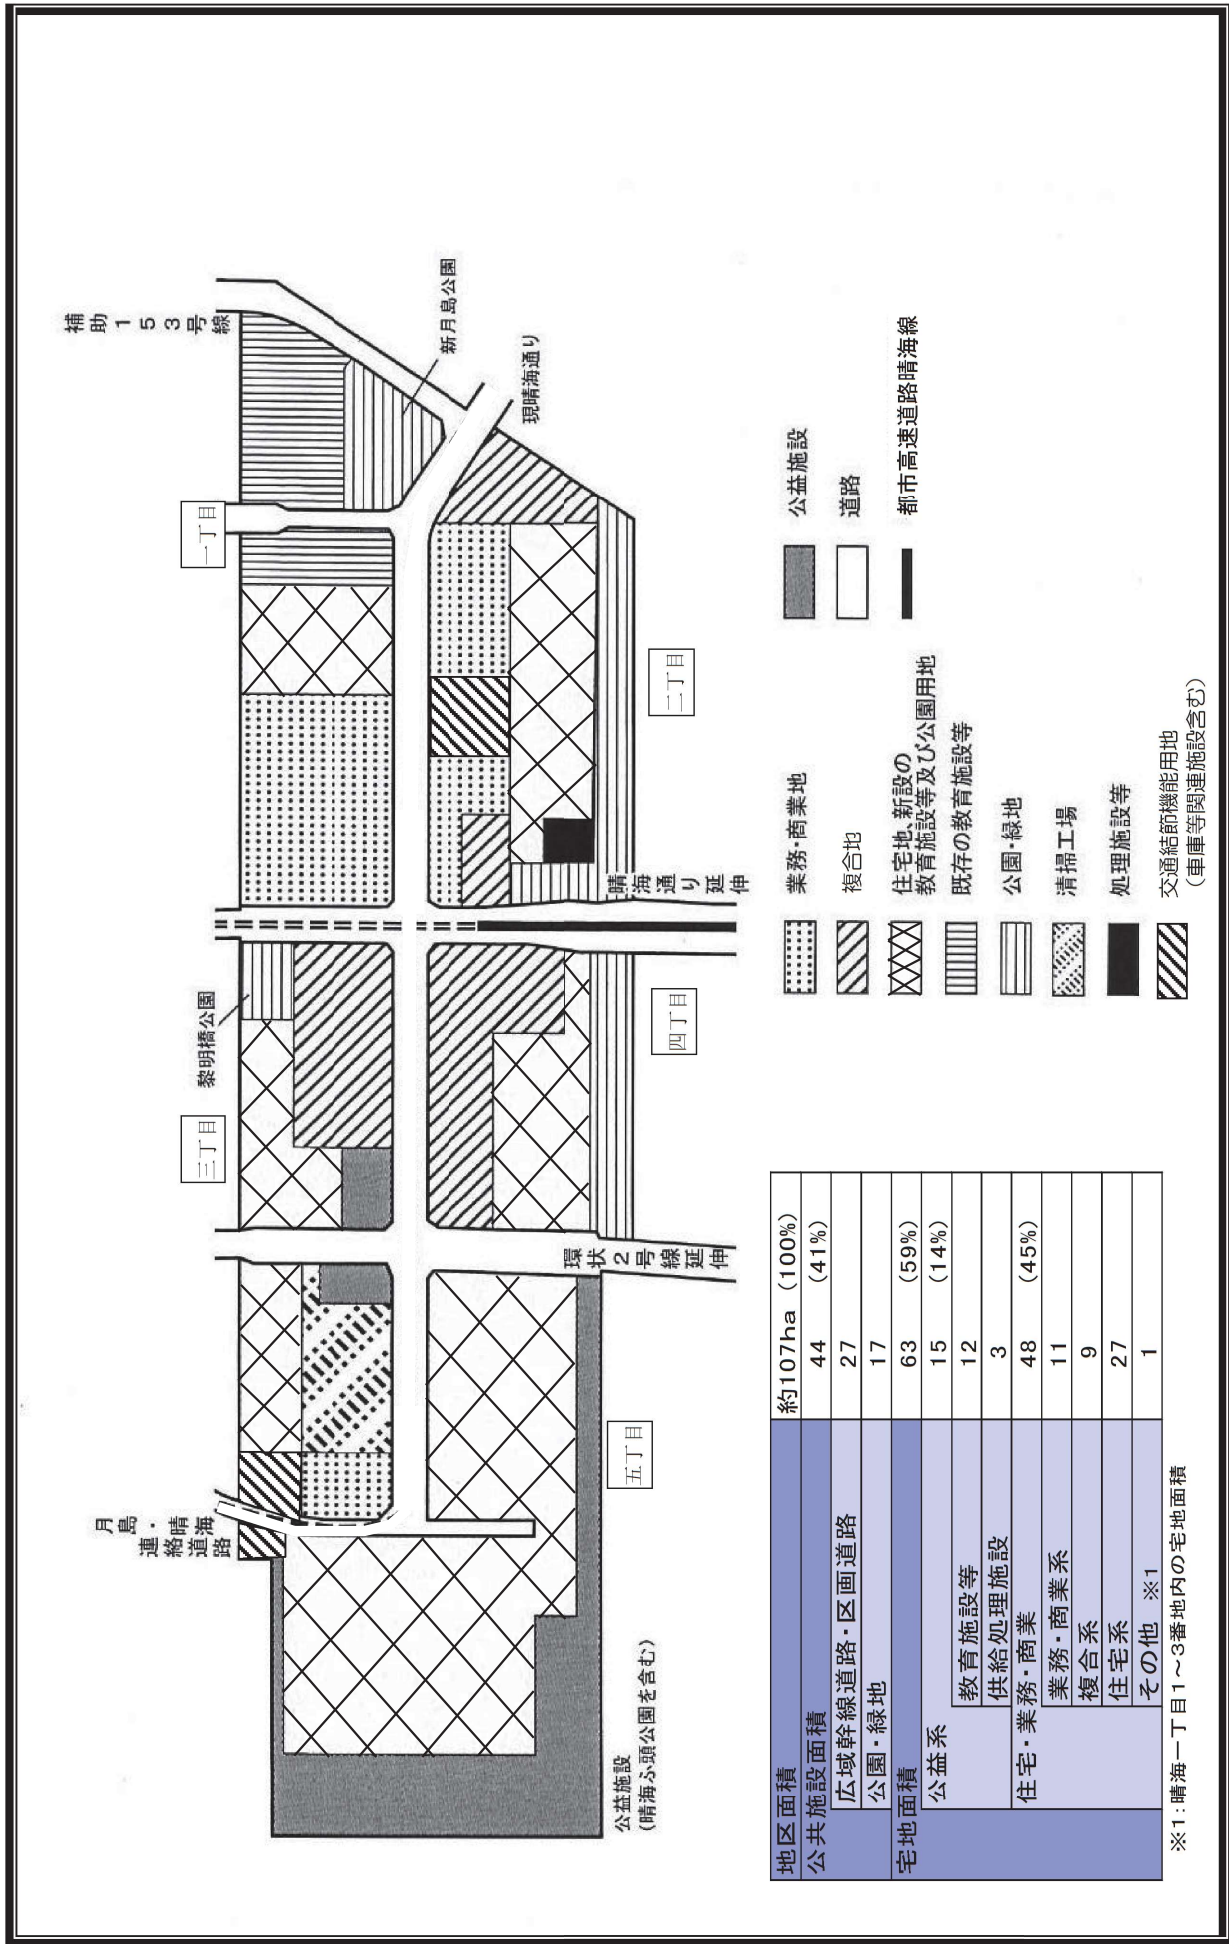 補助153号線
新月島公園
現晴海通り
一丁目
二丁目
晴海通り延伸
黎明橋公園
三丁目
四丁目
環状2号線延伸
月島・晴海
連絡道路
五丁目
公益施設
(晴海ふ頭公園を含む)
業務・商業地
複合地
住宅地、新設の
教育施設等及び公園用地
既存の教育施設等
公園・緑地
清掃工場
処理施設等
交通結節機能用地
(車庫等関連施設含む)
公益施設
道路
都市高速道路晴海線
地区面積 約107ha (100%)
公共施設面積 44 (41%)
広域幹線道路・区画道路 27
公園・緑地 17
宅地面積 63 (59%)
公益系 15 (14%)
教育施設等 12
供給処理施設 3
住宅・業務・商業 48 (45%)
業務・商業系 11
複合系 9
住宅系 27
その他 ※1 1
※1:晴海一丁目1～3番地内の宅地面積